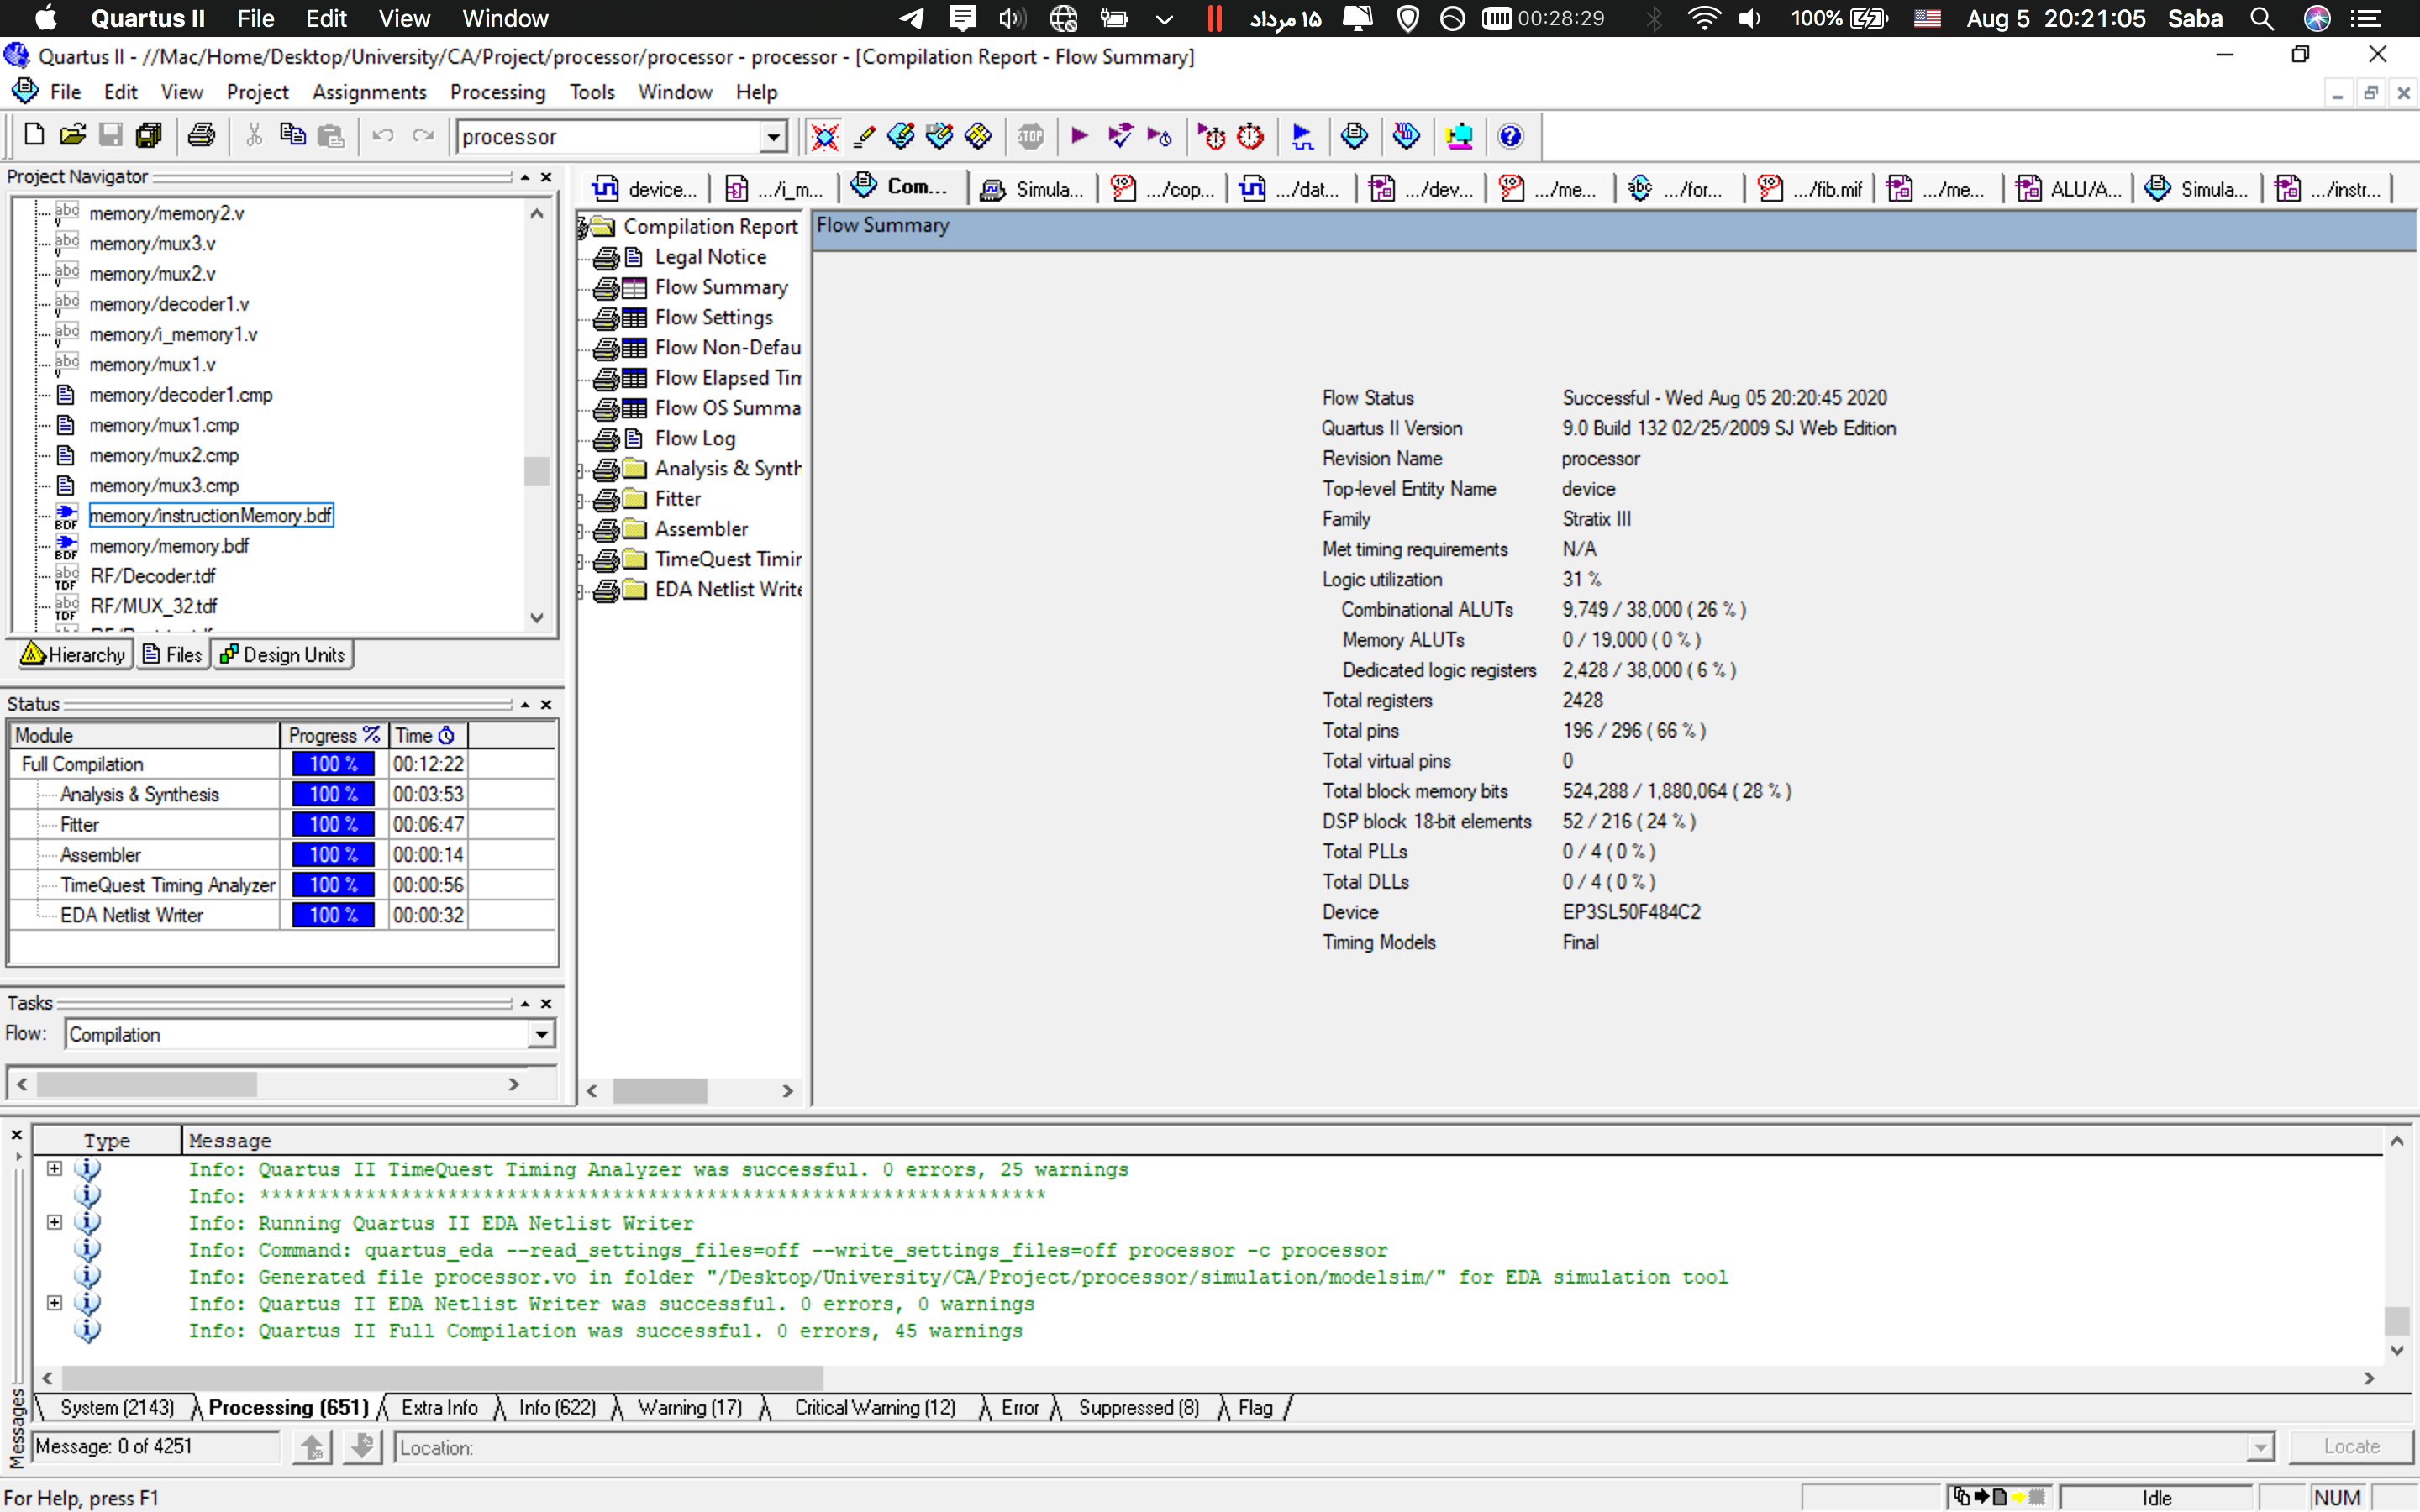 Quartus II File Edit View Window ۱۵ مرداد 00:28:29 100% Aug 5 20:21:05 Saba
Quartus II - //Mac/Home/Desktop/University/CA/Project/processor/processor - processor - [Compilation Report - Flow Summary]
File Edit View Project Assignments Processing Tools Window Help
processor
STOP
Project Navigator
memory/memory2.v
memory/mux3.v
memory/mux2.v
memory/decoder1.v
memory/i_memory1.v
memory/mux1.v
memory/decoder1.cmp
memory/mux1.cmp
memory/mux2.cmp
memory/mux3.cmp
memory/instructionMemory.bdf
memory/memory.bdf
RF/Decoder.tdf
RF/MUX_32.tdf
Hierarchy Files Design Units
Status
Module Progress % Time
Full Compilation 100 % 00:12:22
Analysis & Synthesis 100 % 00:03:53
Fitter 100 % 00:06:47
Assembler 100 % 00:00:14
TimeQuest Timing Analyzer 100 % 00:00:56
EDA Netlist Writer 100 % 00:00:32
Tasks
Flow: Compilation
device... .../i_m... Com... Simula... .../cop... .../dat... .../dev... .../me... .../for... .../fib.mif .../me... ALU/A... Simula... .../instr...
Compilation Report
Legal Notice
Flow Summary
Flow Settings
Flow Non-Defau
Flow Elapsed Tim
Flow OS Summa
Flow Log
Analysis & Synth
Fitter
Assembler
TimeQuest Timir
EDA Netlist Write
Flow Summary
Flow Status Successful - Wed Aug 05 20:20:45 2020
Quartus II Version 9.0 Build 132 02/25/2009 SJ Web Edition
Revision Name processor
Top-level Entity Name device
Family Stratix III
Met timing requirements N/A
Logic utilization 31 %
Combinational ALUTs 9,749 / 38,000 ( 26 % )
Memory ALUTs 0 / 19,000 ( 0 % )
Dedicated logic registers 2,428 / 38,000 ( 6 % )
Total registers 2428
Total pins 196 / 296 ( 66 % )
Total virtual pins 0
Total block memory bits 524,288 / 1,880,064 ( 28 % )
DSP block 18-bit elements 52 / 216 ( 24 % )
Total PLLs 0 / 4 ( 0 % )
Total DLLs 0 / 4 ( 0 % )
Device EP3SL50F484C2
Timing Models Final
Type Message
Info: Quartus II TimeQuest Timing Analyzer was successful. 0 errors, 25 warnings
Info: *******************************************************************
Info: Running Quartus II EDA Netlist Writer
Info: Command: quartus_eda --read_settings_files=off --write_settings_files=off processor -c processor
Info: Generated file processor.vo in folder "/Desktop/University/CA/Project/processor/simulation/modelsim/" for EDA simulation tool
Info: Quartus II EDA Netlist Writer was successful. 0 errors, 0 warnings
Info: Quartus II Full Compilation was successful. 0 errors, 45 warnings
System (2143) Processing (651) Extra Info Info (622) Warning (17) Critical Warning (12) Error Suppressed (8) Flag
Messages
Message: 0 of 4251 Location: Locate
For Help, press F1 Idle NUM